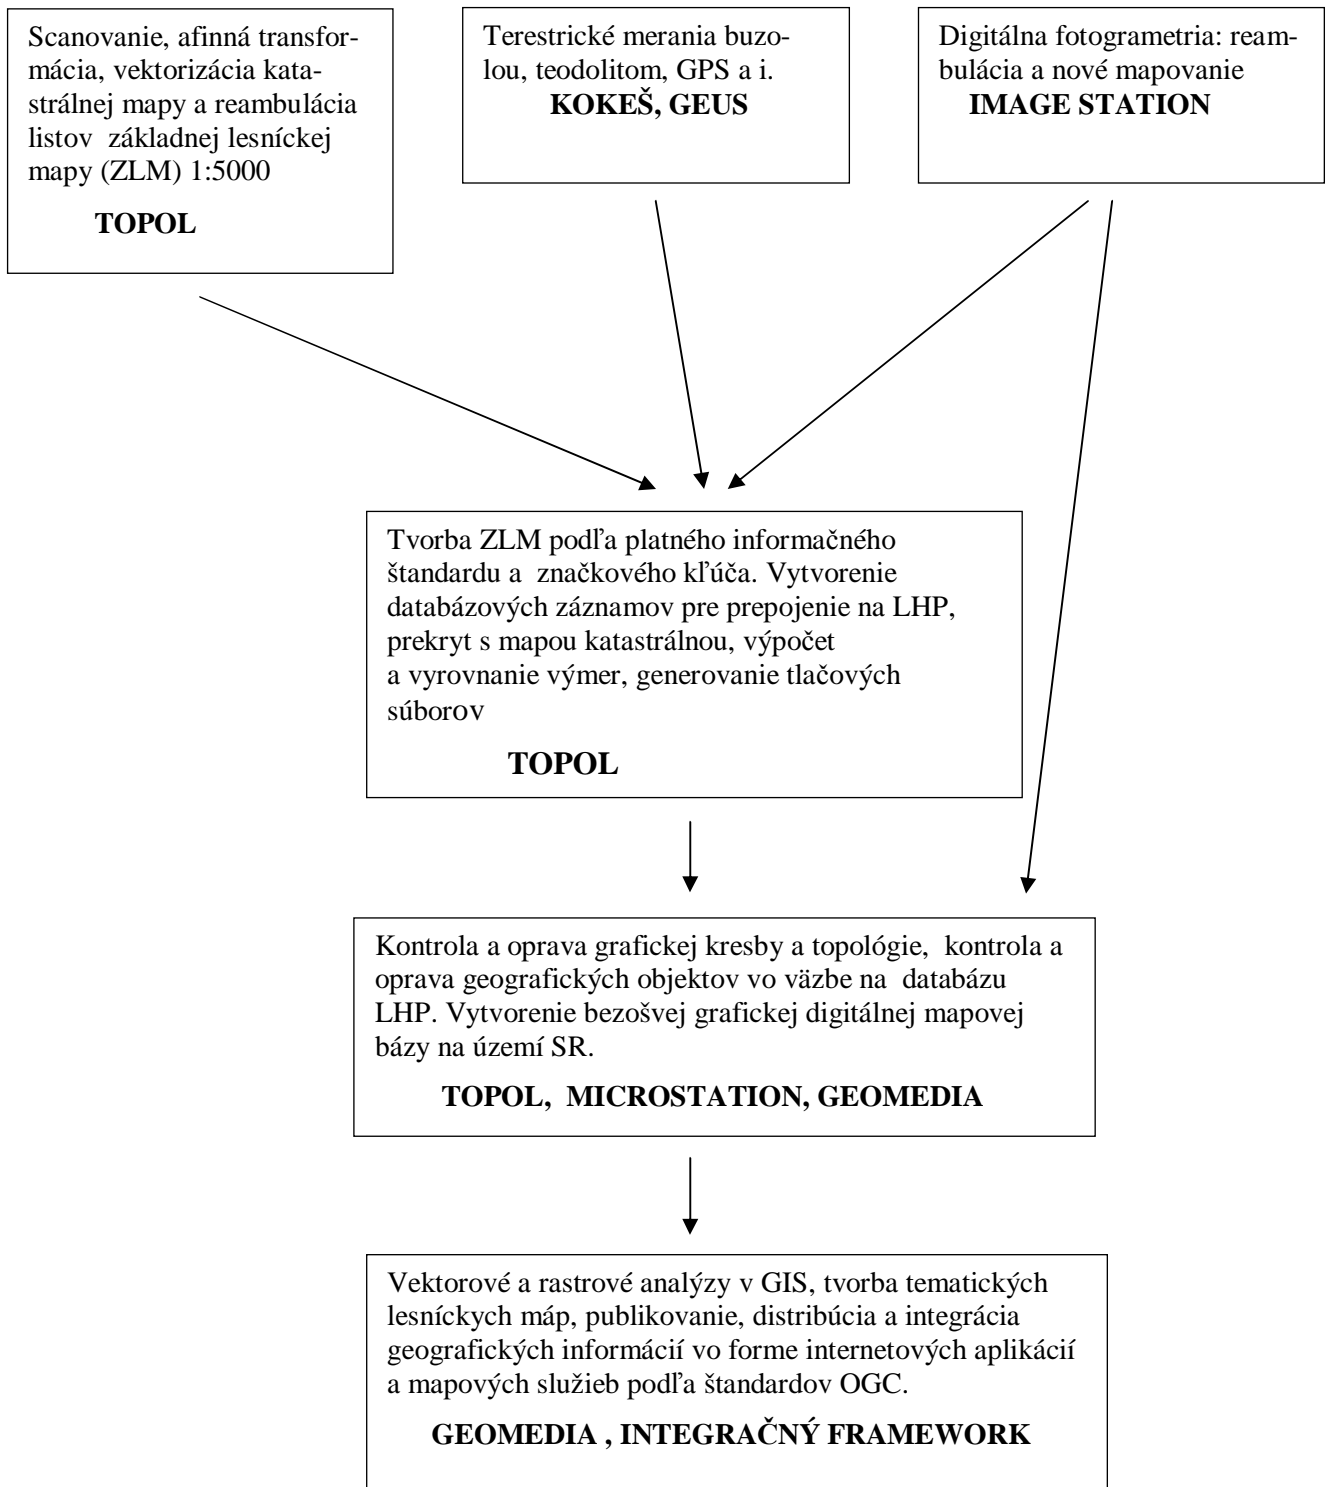 Scanovanie, afinná transfor-
mácia, vektorizácia kata-
strálnej mapy a reambulácia
listov základnej lesníckej
mapy (ZLM) 1:5000
TOPOL
Terestrické merania buzo-
lou, teodolitom, GPS a i.
KOKEŠ, GEUS
Digitálna fotogrametria: ream-
bulácia a nové mapovanie
IMAGE STATION
Tvorba ZLM podľa platného informačného
štandardu a značkového kľúča. Vytvorenie
databázových záznamov pre prepojenie na LHP,
prekryt s mapou katastrálnou, výpočet
a vyrovnanie výmer, generovanie tlačových
súborov
TOPOL
Kontrola a oprava grafickej kresby a topológie, kontrola a
oprava geografických objektov vo väzbe na databázu
LHP. Vytvorenie bezošvej grafickej digitálnej mapovej
bázy na území SR.
TOPOL, MICROSTATION, GEOMEDIA
Vektorové a rastrové analýzy v GIS, tvorba tematických
lesníckych máp, publikovanie, distribúcia a integrácia
geografických informácií vo forme internetových aplikácií
a mapových služieb podľa štandardov OGC.
GEOMEDIA , INTEGRAČNÝ FRAMEWORK